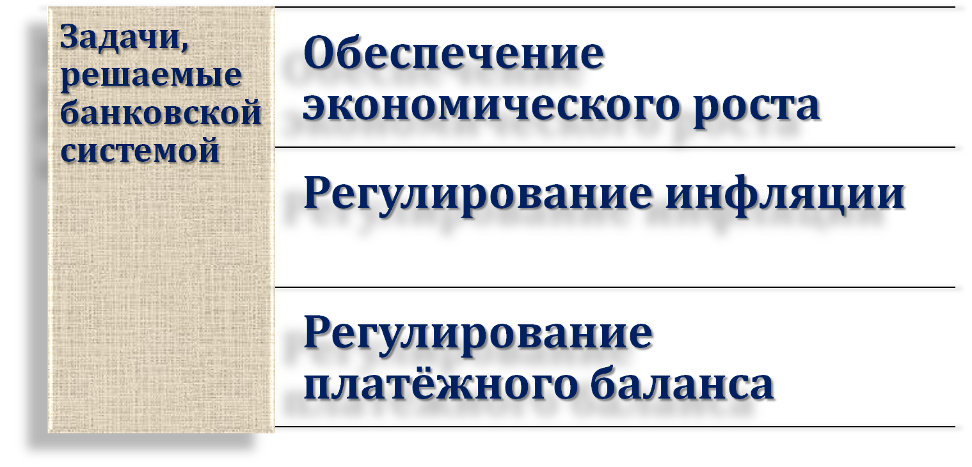 Задачи,
решаемые
банковской
системой
Обеспечение
экономического роста
Регулирование инфляции
Регулирование
платёжного баланса